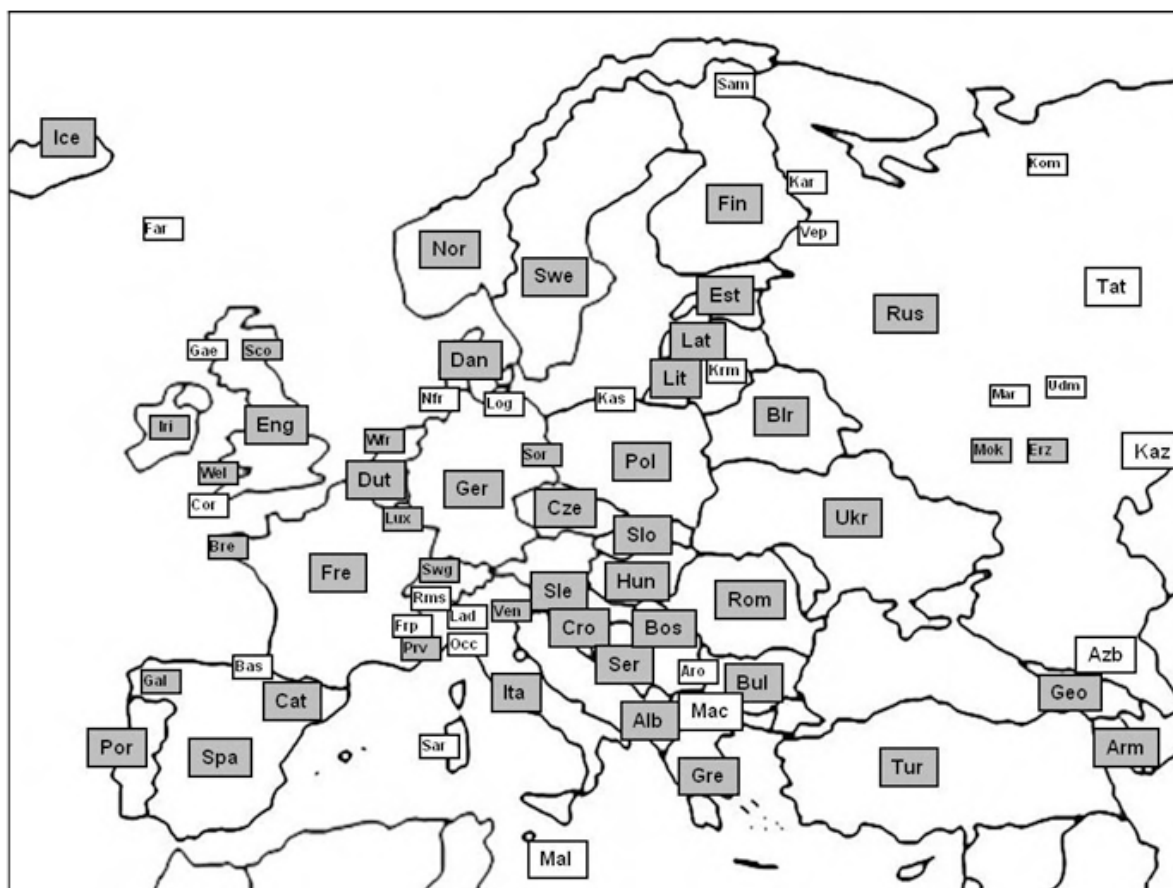 Sam
Ice
Kom
Kar
Fin
Far
Vep
Nor
Swe
Tat
Est
Rus
Gae
Sco
Lat
Dan
Krm
Lit
Udm
Mar
Nfr
Log
Kas
Blr
Iri
Eng
Wfr
Mok
Erz
Kaz
Sor
Pol
Wel
Dut
Ger
Cor
Lux
Cze
Ukr
Slo
Bre
Fre
Swg
Hun
Sle
Rom
Rms
Lad
Ven
Frp
Cro
Bos
Prv
Occ
Azb
Ser
Bas
Aro
Gal
Bul
Ita
Geo
Cat
Mac
Alb
Por
Sar
Arm
Spa
Tur
Gre
Mal